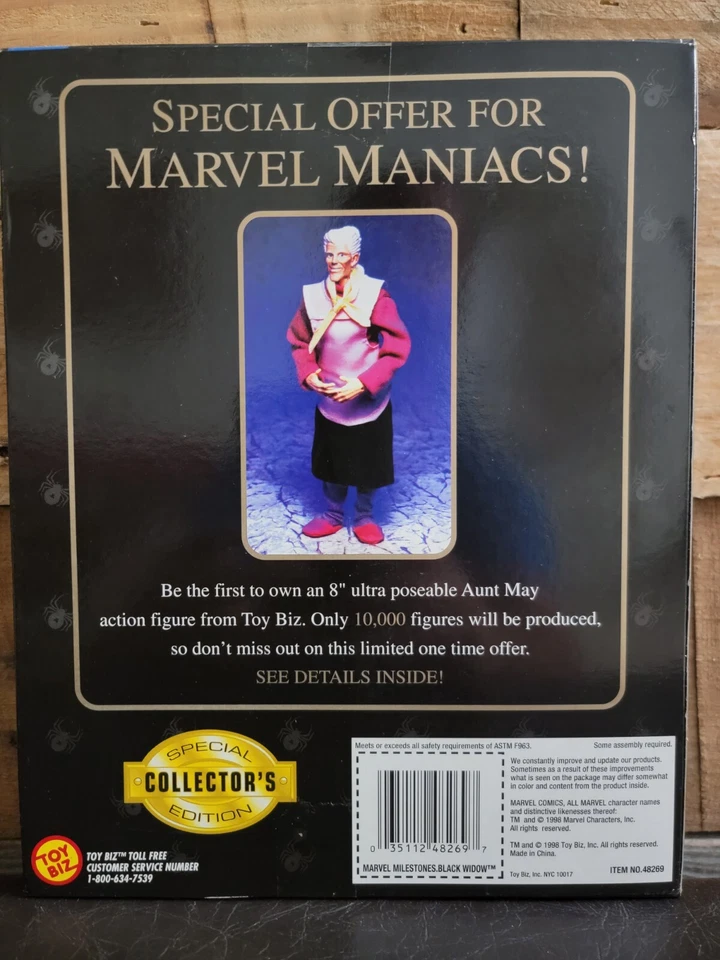 SPECIAL OFFER FOR
MARVEL MANIACS!
Be the first to own an 8" ultra poseable Aunt May
action figure from Toy Biz. Only 10,000 figures will be produced,
so don't miss out on this limited one time offer.
SEE DETAILS INSIDE!
SPECIAL
COLLECTOR'S
EDITION
TOY
BIZ
TOY BIZ™ TOLL FREE
CUSTOMER SERVICE NUMBER
1-800-634-7539
Meets or exceeds all safety requirements of ASTM F963.
Some assembly required.
0 35112 48269 7
MARVEL MILESTONES.BLACK WIDOW™
We constantly improve and update our products.
Sometimes as a result of these improvements
what is seen on the package may differ somewhat
in color and content from the product inside.
MARVEL COMICS, ALL MARVEL character names
and distinctive likenesses thereof:
TM and © 1998 Marvel Characters, Inc.
All rights reserved.
TM and © 1998 Toy Biz, Inc. All rights reserved.
Made in China.
Toy Biz, Inc. NYC 10017
ITEM NO.48269